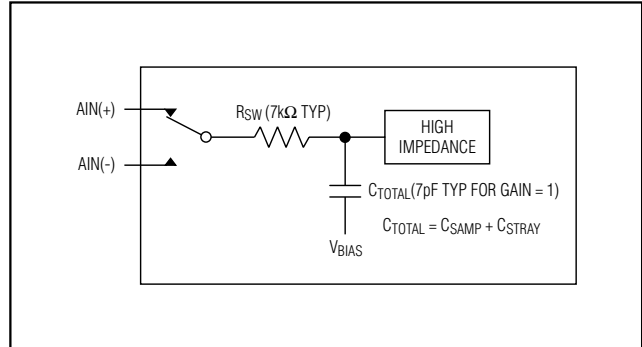 AIN(+)
RSW (7kΩ TYP)
HIGH
IMPEDANCE
AIN(-)
CTOTAL(7pF TYP FOR GAIN = 1)
CTOTAL = CSAMP + CSTRAY
VBIAS